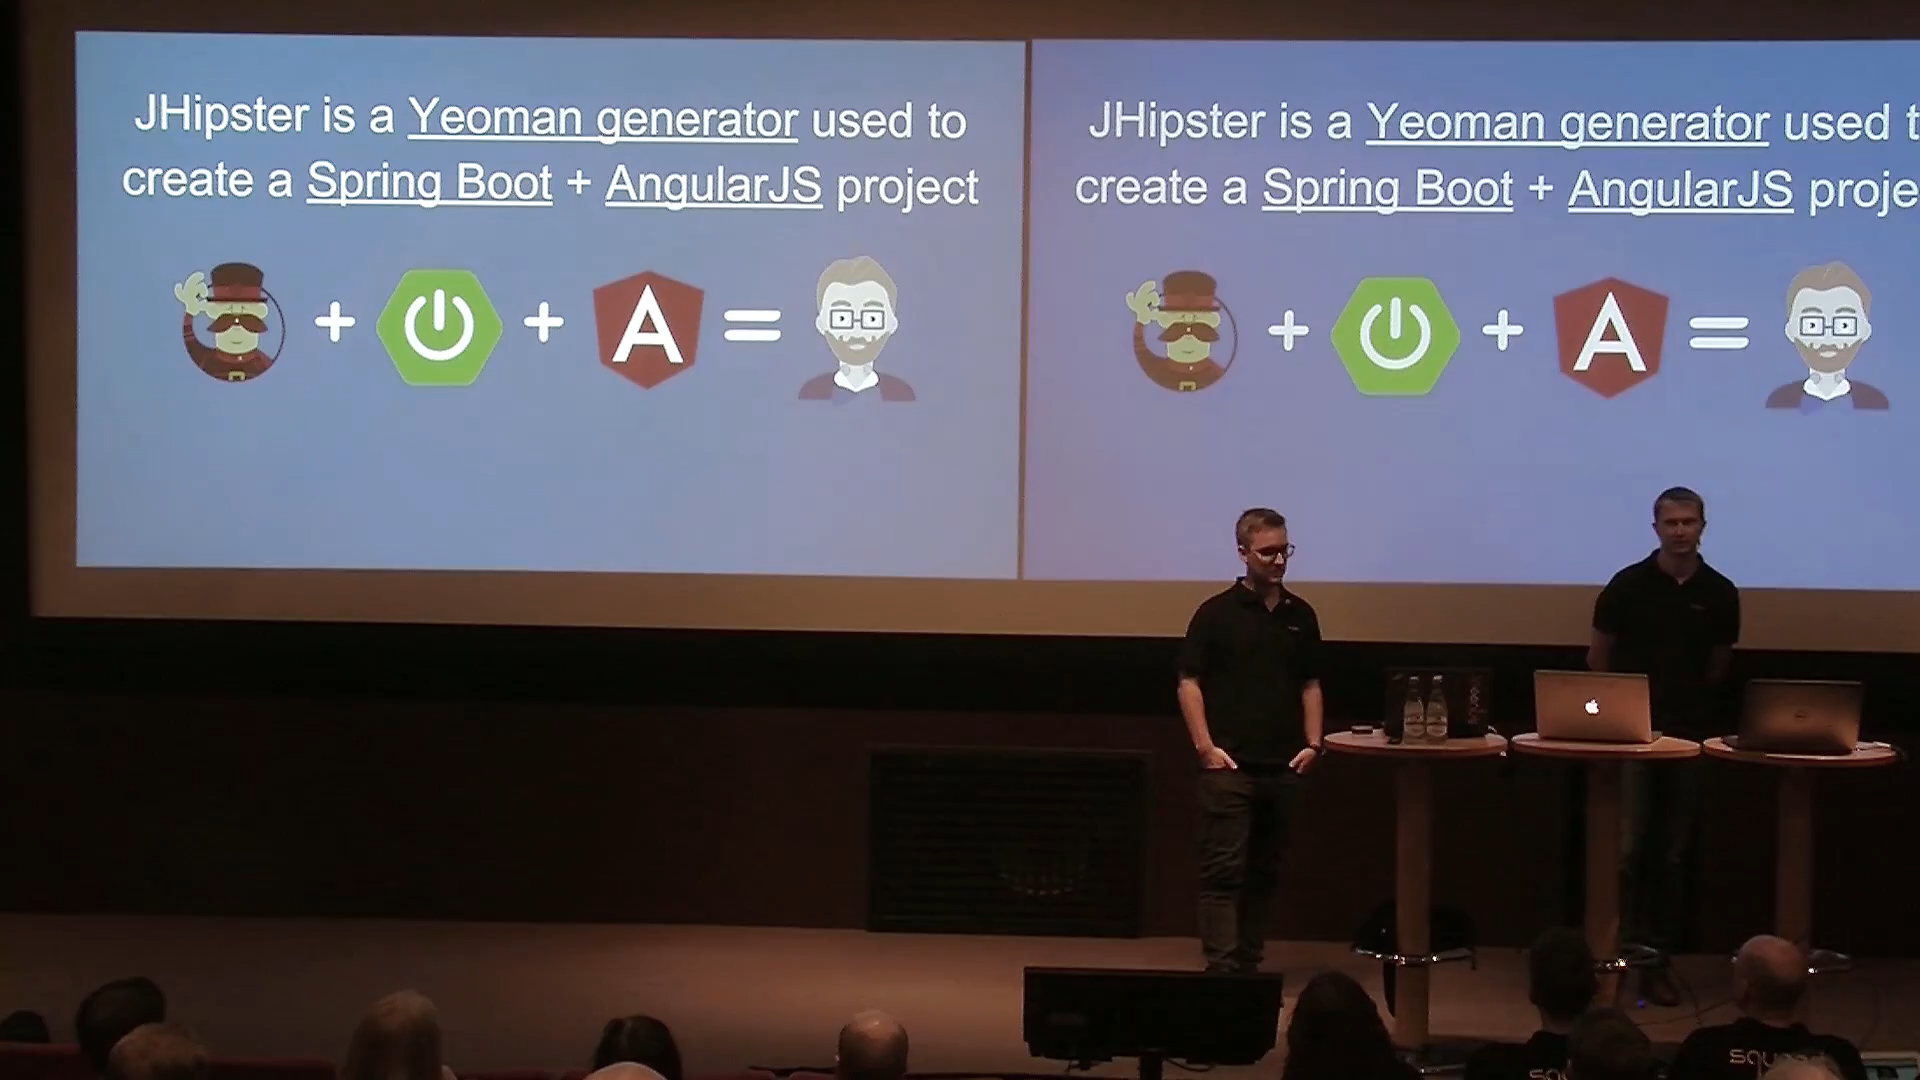 JHipster is a Yeoman generator used to
create a Spring Boot + AngularJS project
+ + A =
JHipster is a Yeoman generator used t
create a Spring Boot + AngularJS proje
+ + A =